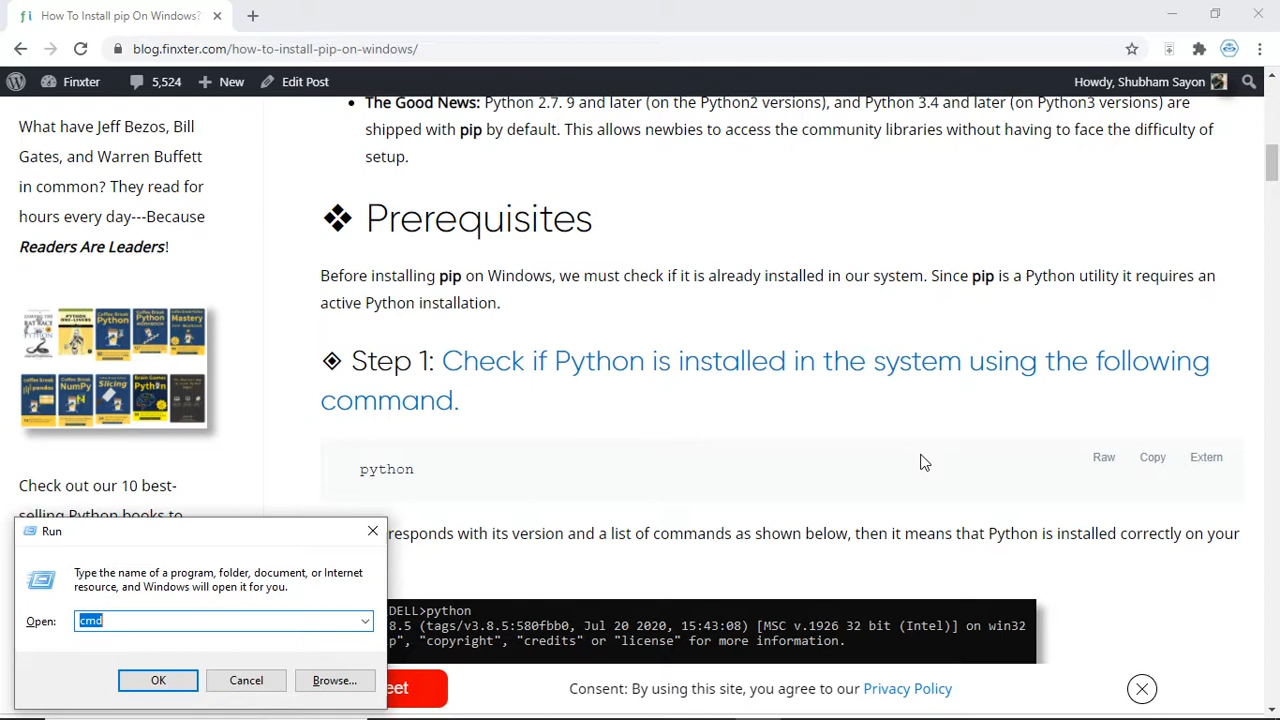 How To Install pip On Windows?
blog.finxter.com/how-to-install-pip-on-windows/
Finxter 5,524 New Edit Post Howdy, Shubham Sayon
What have Jeff Bezos, Bill
Gates, and Warren Buffett
in common? They read for
hours every day---Because
Readers Are Leaders!
Check out our 10 best-
selling Python books to
The Good News: Python 2.7. 9 and later (on the Python2 versions), and Python 3.4 and later (on Python3 versions) are
shipped with pip by default. This allows newbies to access the community libraries without having to face the difficulty of
setup.
❖ Prerequisites
Before installing pip on Windows, we must check if it is already installed in our system. Since pip is a Python utility it requires an
active Python installation.
◈ Step 1: Check if Python is installed in the system using the following
command.
Raw Copy Extern
python
responds with its version and a list of commands as shown below, then it means that Python is installed correctly on your
DELL>python
8.5 (tags/v3.8.5:580fbb0, Jul 20 2020, 15:43:08) [MSC v.1926 32 bit (Intel)] on win32
p", "copyright", "credits" or "license" for more information.
Consent: By using this site, you agree to our Privacy Policy
Run
Type the name of a program, folder, document, or Internet
resource, and Windows will open it for you.
Open: cmd
OK Cancel Browse...